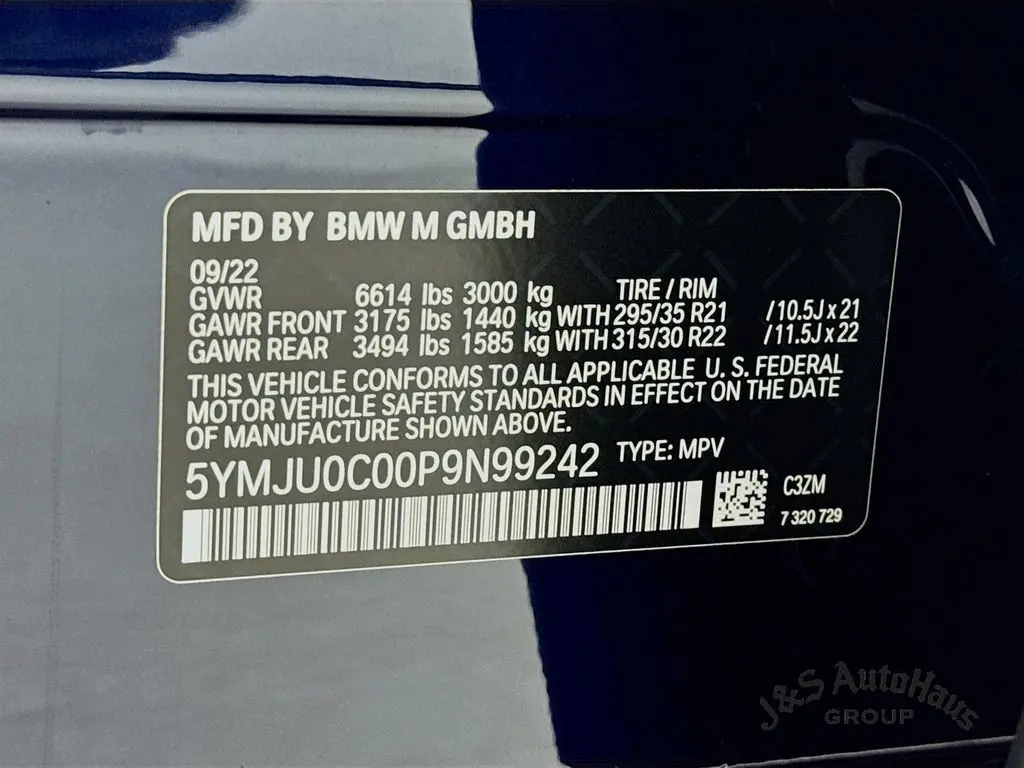 MFD BY BMW M GMBH
09/22
GVWR 6614 lbs 3000 kg TIRE / RIM
GAWR FRONT 3175 lbs 1440 kg WITH 295/35 R21 /10.5J x 21
GAWR REAR 3494 lbs 1585 kg WITH 315/30 R22 /11.5J x 22
THIS VEHICLE CONFORMS TO ALL APPLICABLE U. S. FEDERAL
MOTOR VEHICLE SAFETY STANDARDS IN EFFECT ON THE DATE
OF MANUFACTURE SHOWN ABOVE.
5YMJU0C00P9N99242 TYPE: MPV
C3ZM
7 320 729
J&S AutoHaus
GROUP